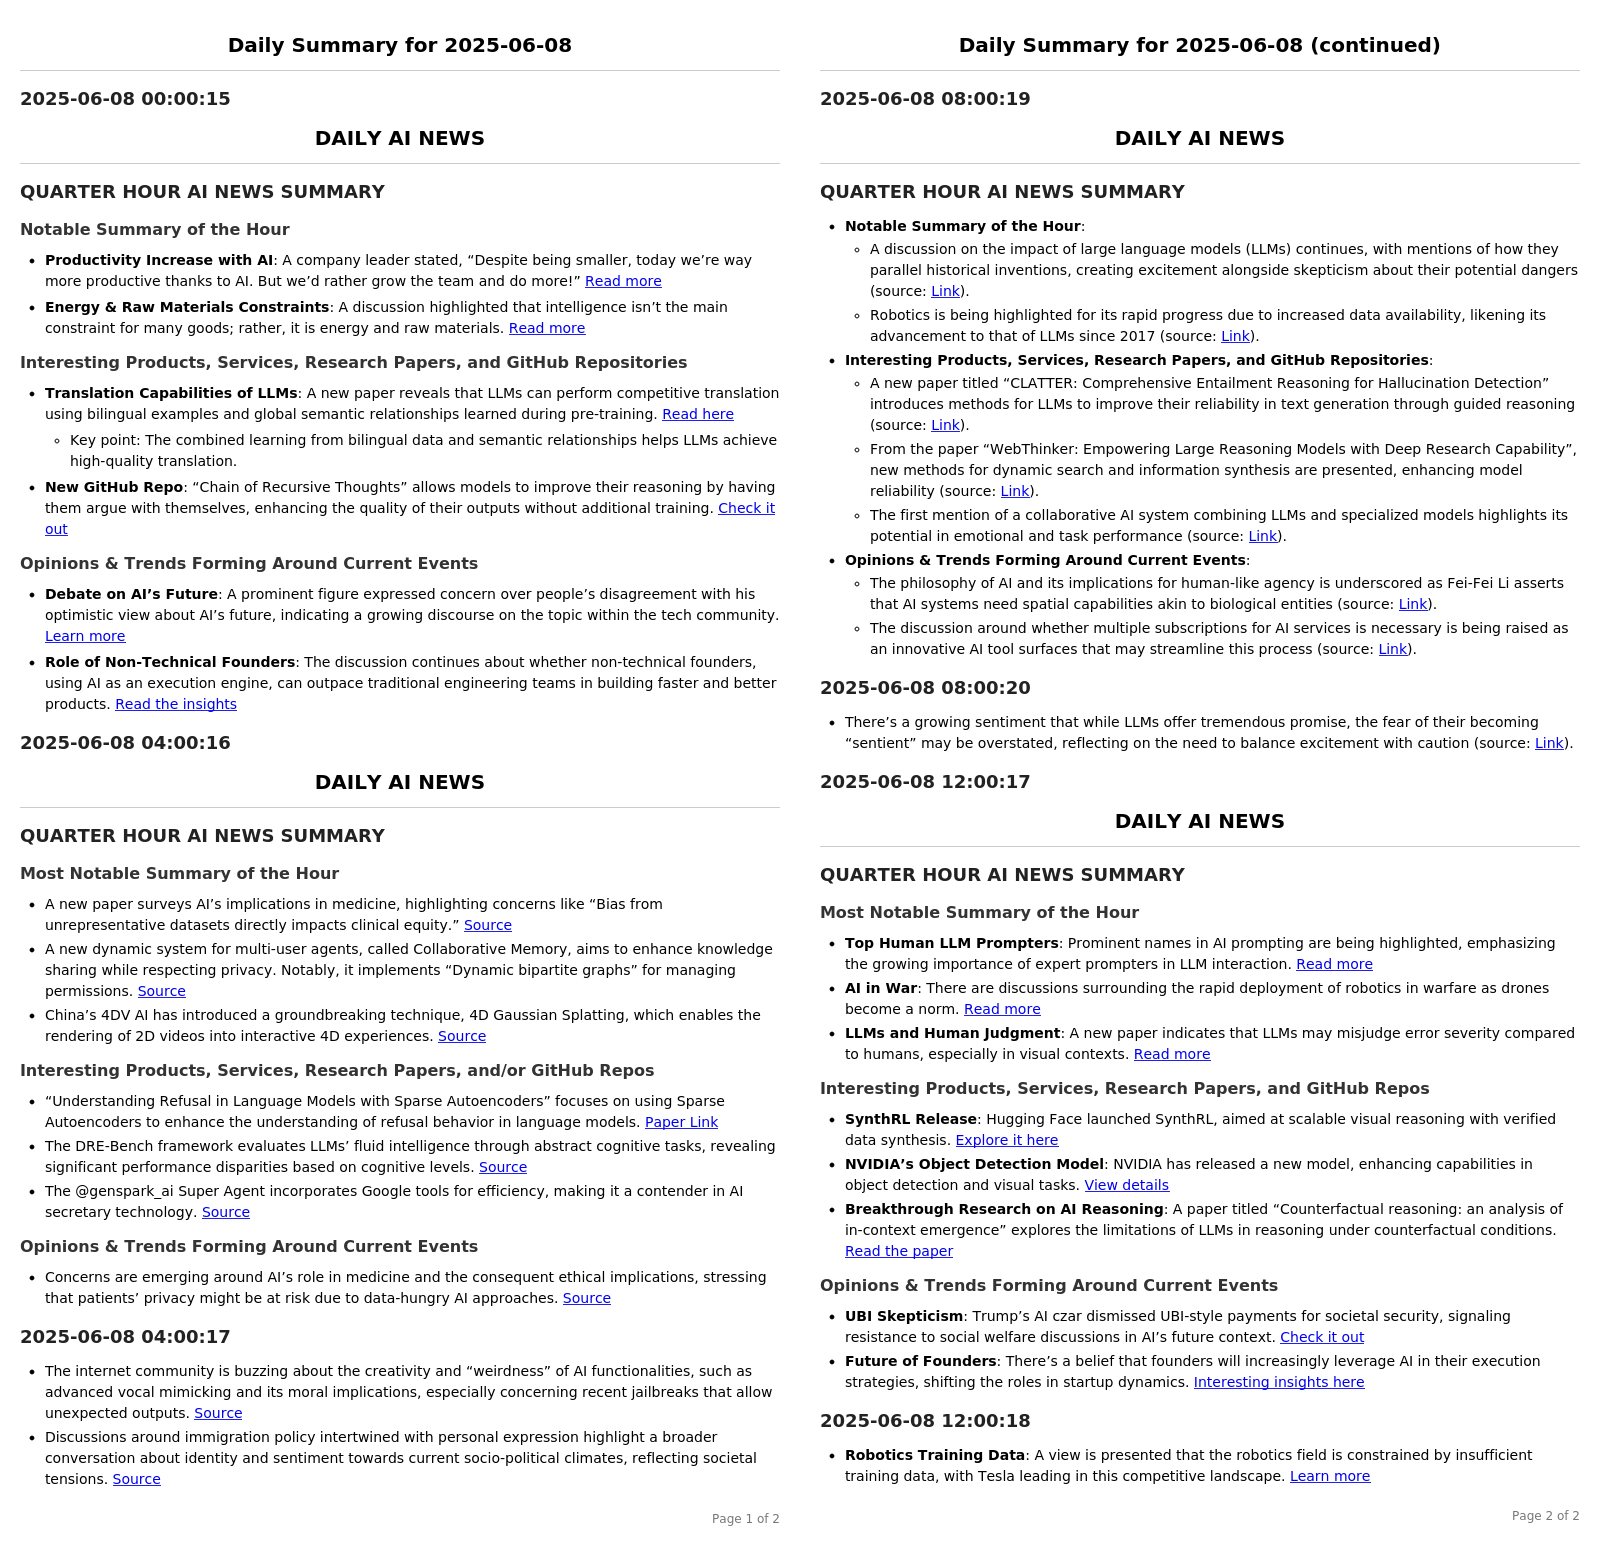 Daily Summary for 2025-06-08
2025-06-08 00:00:15
DAILY AI NEWS
QUARTER HOUR AI NEWS SUMMARY
Notable Summary of the Hour
• Productivity Increase with AI: A company leader stated, “Despite being smaller, today we’re way
more productive thanks to AI. But we’d rather grow the team and do more!” Read more
• Energy & Raw Materials Constraints: A discussion highlighted that intelligence isn’t the main
constraint for many goods; rather, it is energy and raw materials. Read more
Interesting Products, Services, Research Papers, and GitHub Repositories
• Translation Capabilities of LLMs: A new paper reveals that LLMs can perform competitive translation
using bilingual examples and global semantic relationships learned during pre-training. Read here
◦ Key point: The combined learning from bilingual data and semantic relationships helps LLMs achieve
high-quality translation.
• New GitHub Repo: “Chain of Recursive Thoughts” allows models to improve their reasoning by having
them argue with themselves, enhancing the quality of their outputs without additional training. Check it
out
Opinions & Trends Forming Around Current Events
• Debate on AI’s Future: A prominent figure expressed concern over people’s disagreement with his
optimistic view about AI’s future, indicating a growing discourse on the topic within the tech community.
Learn more
• Role of Non-Technical Founders: The discussion continues about whether non-technical founders,
using AI as an execution engine, can outpace traditional engineering teams in building faster and better
products. Read the insights
2025-06-08 04:00:16
DAILY AI NEWS
QUARTER HOUR AI NEWS SUMMARY
Most Notable Summary of the Hour
• A new paper surveys AI’s implications in medicine, highlighting concerns like “Bias from
unrepresentative datasets directly impacts clinical equity.” Source
• A new dynamic system for multi-user agents, called Collaborative Memory, aims to enhance knowledge
sharing while respecting privacy. Notably, it implements “Dynamic bipartite graphs” for managing
permissions. Source
• China’s 4DV AI has introduced a groundbreaking technique, 4D Gaussian Splatting, which enables the
rendering of 2D videos into interactive 4D experiences. Source
Interesting Products, Services, Research Papers, and/or GitHub Repos
• “Understanding Refusal in Language Models with Sparse Autoencoders” focuses on using Sparse
Autoencoders to enhance the understanding of refusal behavior in language models. Paper Link
• The DRE-Bench framework evaluates LLMs’ fluid intelligence through abstract cognitive tasks, revealing
significant performance disparities based on cognitive levels. Source
• The @genspark_ai Super Agent incorporates Google tools for efficiency, making it a contender in AI
secretary technology. Source
Opinions & Trends Forming Around Current Events
• Concerns are emerging around AI’s role in medicine and the consequent ethical implications, stressing
that patients’ privacy might be at risk due to data-hungry AI approaches. Source
2025-06-08 04:00:17
• The internet community is buzzing about the creativity and “weirdness” of AI functionalities, such as
advanced vocal mimicking and its moral implications, especially concerning recent jailbreaks that allow
unexpected outputs. Source
• Discussions around immigration policy intertwined with personal expression highlight a broader
conversation about identity and sentiment towards current socio-political climates, reflecting societal
tensions. Source
Page 1 of 2
Daily Summary for 2025-06-08 (continued)
2025-06-08 08:00:19
DAILY AI NEWS
QUARTER HOUR AI NEWS SUMMARY
• Notable Summary of the Hour:
◦ A discussion on the impact of large language models (LLMs) continues, with mentions of how they
parallel historical inventions, creating excitement alongside skepticism about their potential dangers
(source: Link).
◦ Robotics is being highlighted for its rapid progress due to increased data availability, likening its
advancement to that of LLMs since 2017 (source: Link).
• Interesting Products, Services, Research Papers, and GitHub Repositories:
◦ A new paper titled “CLATTER: Comprehensive Entailment Reasoning for Hallucination Detection”
introduces methods for LLMs to improve their reliability in text generation through guided reasoning
(source: Link).
◦ From the paper “WebThinker: Empowering Large Reasoning Models with Deep Research Capability”,
new methods for dynamic search and information synthesis are presented, enhancing model
reliability (source: Link).
◦ The first mention of a collaborative AI system combining LLMs and specialized models highlights its
potential in emotional and task performance (source: Link).
• Opinions & Trends Forming Around Current Events:
◦ The philosophy of AI and its implications for human-like agency is underscored as Fei-Fei Li asserts
that AI systems need spatial capabilities akin to biological entities (source: Link).
◦ The discussion around whether multiple subscriptions for AI services is necessary is being raised as
an innovative AI tool surfaces that may streamline this process (source: Link).
2025-06-08 08:00:20
• There’s a growing sentiment that while LLMs offer tremendous promise, the fear of their becoming
“sentient” may be overstated, reflecting on the need to balance excitement with caution (source: Link).
2025-06-08 12:00:17
DAILY AI NEWS
QUARTER HOUR AI NEWS SUMMARY
Most Notable Summary of the Hour
• Top Human LLM Prompters: Prominent names in AI prompting are being highlighted, emphasizing
the growing importance of expert prompters in LLM interaction. Read more
• AI in War: There are discussions surrounding the rapid deployment of robotics in warfare as drones
become a norm. Read more
• LLMs and Human Judgment: A new paper indicates that LLMs may misjudge error severity compared
to humans, especially in visual contexts. Read more
Interesting Products, Services, Research Papers, and GitHub Repos
• SynthRL Release: Hugging Face launched SynthRL, aimed at scalable visual reasoning with verified
data synthesis. Explore it here
• NVIDIA’s Object Detection Model: NVIDIA has released a new model, enhancing capabilities in
object detection and visual tasks. View details
• Breakthrough Research on AI Reasoning: A paper titled “Counterfactual reasoning: an analysis of
in-context emergence” explores the limitations of LLMs in reasoning under counterfactual conditions.
Read the paper
Opinions & Trends Forming Around Current Events
• UBI Skepticism: Trump’s AI czar dismissed UBI-style payments for societal security, signaling
resistance to social welfare discussions in AI’s future context. Check it out
• Future of Founders: There’s a belief that founders will increasingly leverage AI in their execution
strategies, shifting the roles in startup dynamics. Interesting insights here
2025-06-08 12:00:18
• Robotics Training Data: A view is presented that the robotics field is constrained by insufficient
training data, with Tesla leading in this competitive landscape. Learn more
Page 2 of 2